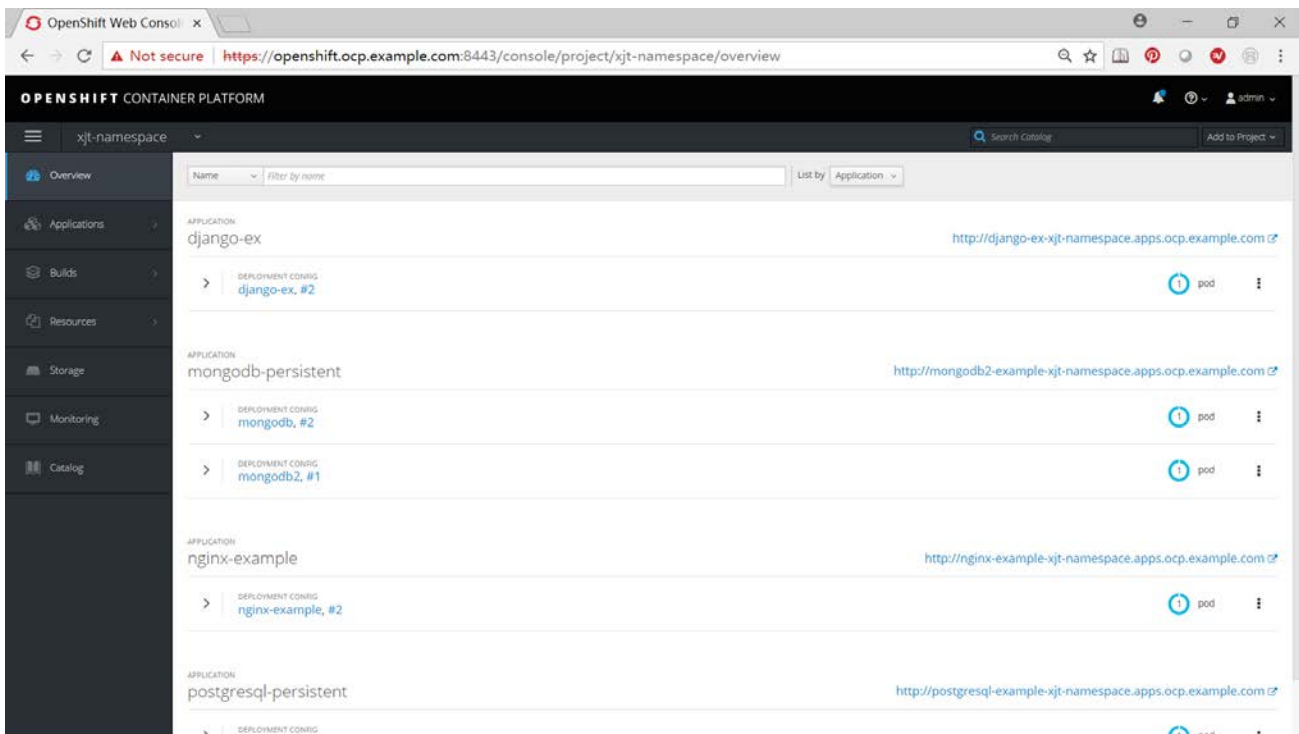 OpenShift Web Consol
Not secure https://openshift.ocp.example.com:8443/console/project/xjt-namespace/overview
OPENSHIFT CONTAINER PLATFORM
admin
xjt-namespace
Search Catalog
Add to Project
Overview
Name
Filter by name
List by
Application
Applications
Builds
Resources
Storage
Monitoring
Catalog
APPLICATION
django-ex
http://django-ex-xjt-namespace.apps.ocp.example.com
DEPLOYMENT CONFIG
django-ex, #2
1 pod
APPLICATION
mongodb-persistent
http://mongodb2-example-xjt-namespace.apps.ocp.example.com
DEPLOYMENT CONFIG
mongodb, #2
1 pod
DEPLOYMENT CONFIG
mongodb2, #1
1 pod
APPLICATION
nginx-example
http://nginx-example-xjt-namespace.apps.ocp.example.com
DEPLOYMENT CONFIG
nginx-example, #2
1 pod
APPLICATION
postgresql-persistent
http://postgresql-example-xjt-namespace.apps.ocp.example.com
DEPLOYMENT CONFIG